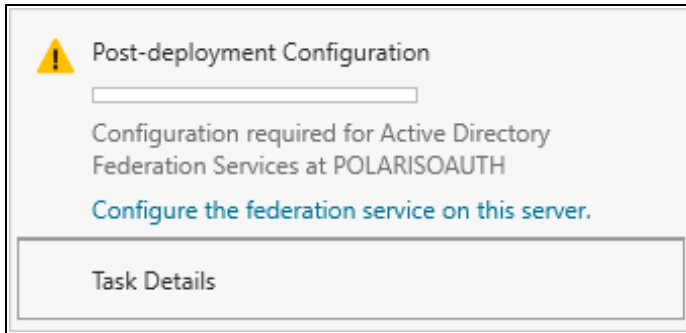 Post-deployment Configuration
Configuration required for Active Directory
Federation Services at POLARISOAUTH
Configure the federation service on this server.
Task Details